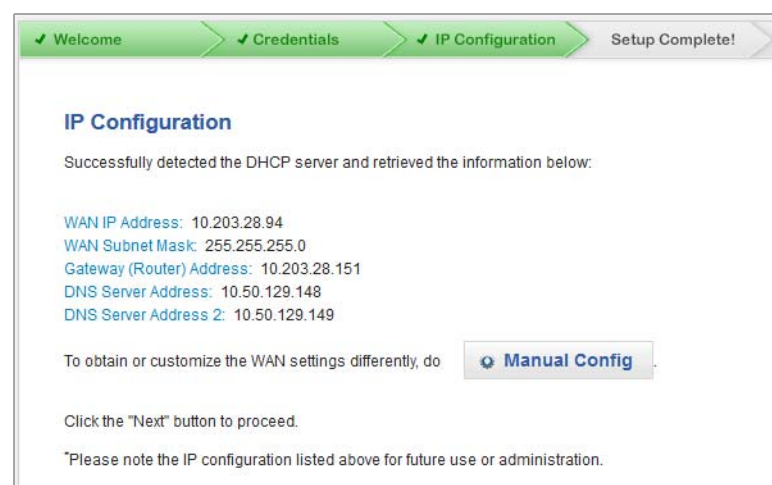 ✔ Welcome ✔ Credentials ✔ IP Configuration Setup Complete!
IP Configuration
Successfully detected the DHCP server and retrieved the information below:
WAN IP Address: 10.203.28.94
WAN Subnet Mask: 255.255.255.0
Gateway (Router) Address: 10.203.28.151
DNS Server Address: 10.50.129.148
DNS Server Address 2: 10.50.129.149
To obtain or customize the WAN settings differently, do Manual Config.
Click the "Next" button to proceed.
*Please note the IP configuration listed above for future use or administration.